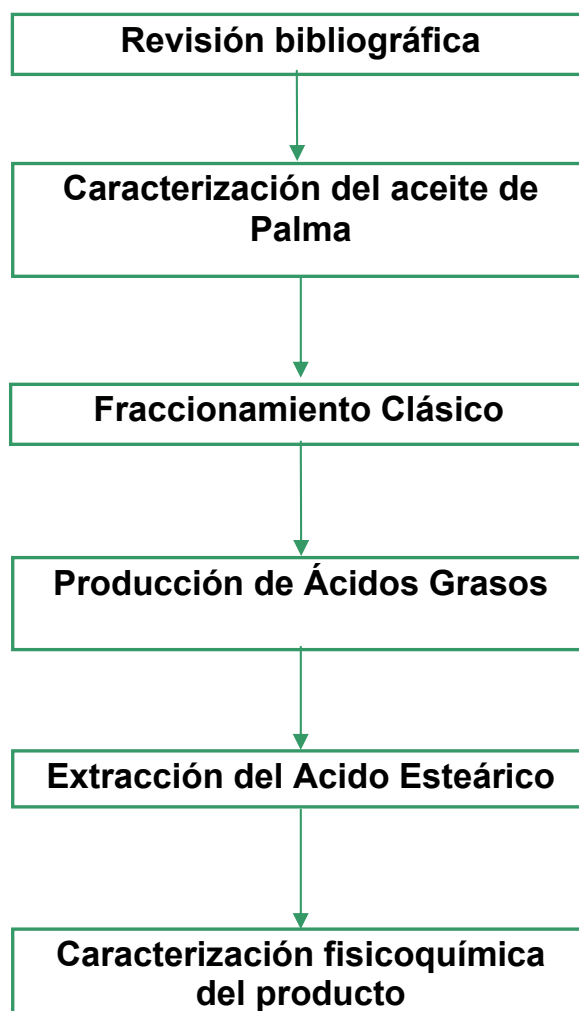 Revisión bibliográfica
Caracterización del aceite de
Palma
Fraccionamiento Clásico
Producción de Ácidos Grasos
Extracción del Acido Esteárico
Caracterización fisicoquímica
del producto